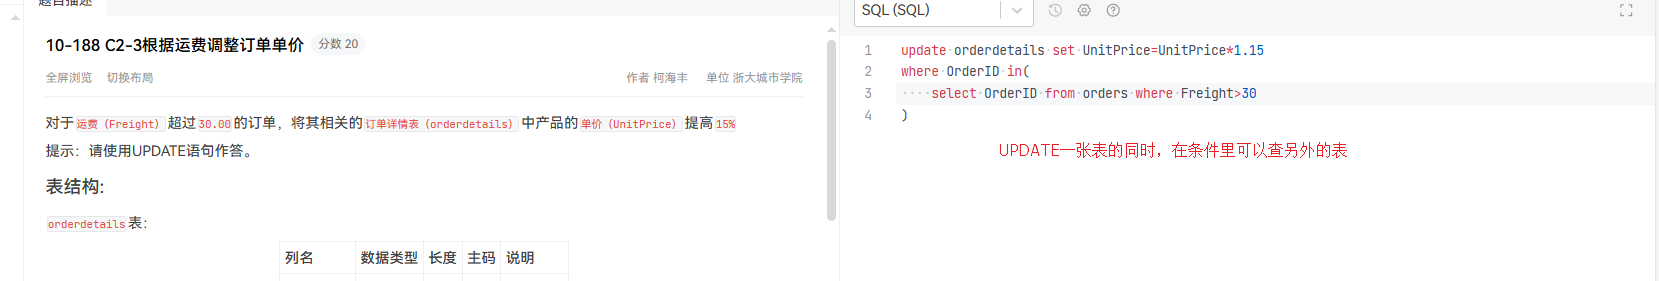 题目描述
10-188 C2-3根据运费调整订单单价 分数 20
全屏浏览 切换布局 作者 柯海丰 单位 浙大城市学院
对于运费（Freight）超过30.00的订单，将其相关的订单详情表（orderdetails）中产品的单价（UnitPrice）提高15%
提示：请使用UPDATE语句作答。
表结构:
orderdetails表：
列名 数据类型 长度 主码 说明
SQL (SQL)
1 update orderdetails set UnitPrice=UnitPrice*1.15
2 where OrderID in(
3 ····select OrderID from orders where Freight>30
4 )
UPDATE一张表的同时，在条件里可以查另外的表